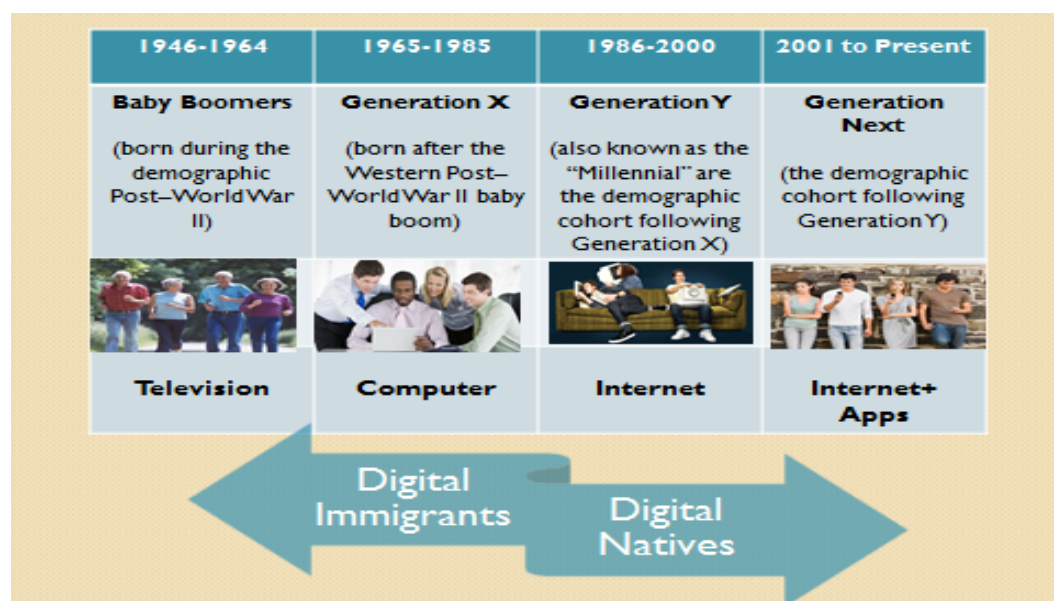 1946-1964
1965-1985
1986-2000
2001 to Present
Baby Boomers
(born during the
demographic
Post–World War
II)
Generation X
(born after the
Western Post–
World War II baby
boom)
Generation Y
(also known as the
“Millennial” are
the demographic
cohort following
Generation X)
Generation
Next
(the demographic
cohort following
Generation Y)
Television
Computer
Internet
Internet+
Apps
Digital
Immigrants
Digital
Natives